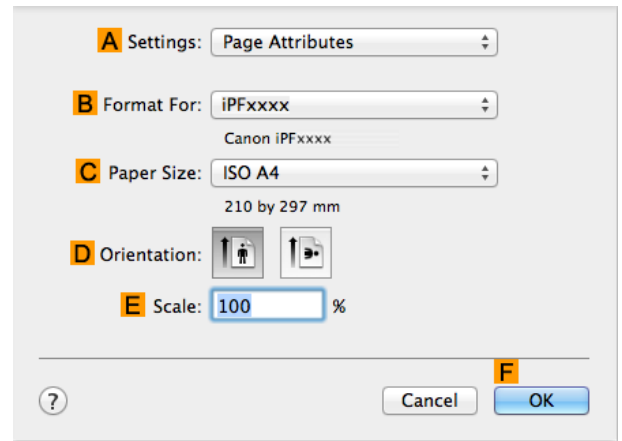 A Settings: Page Attributes
B Format For: iPFxxxx
Canon iPFxxxx
C Paper Size: ISO A4
210 by 297 mm
D Orientation:
E Scale: 100 %
F
? Cancel OK